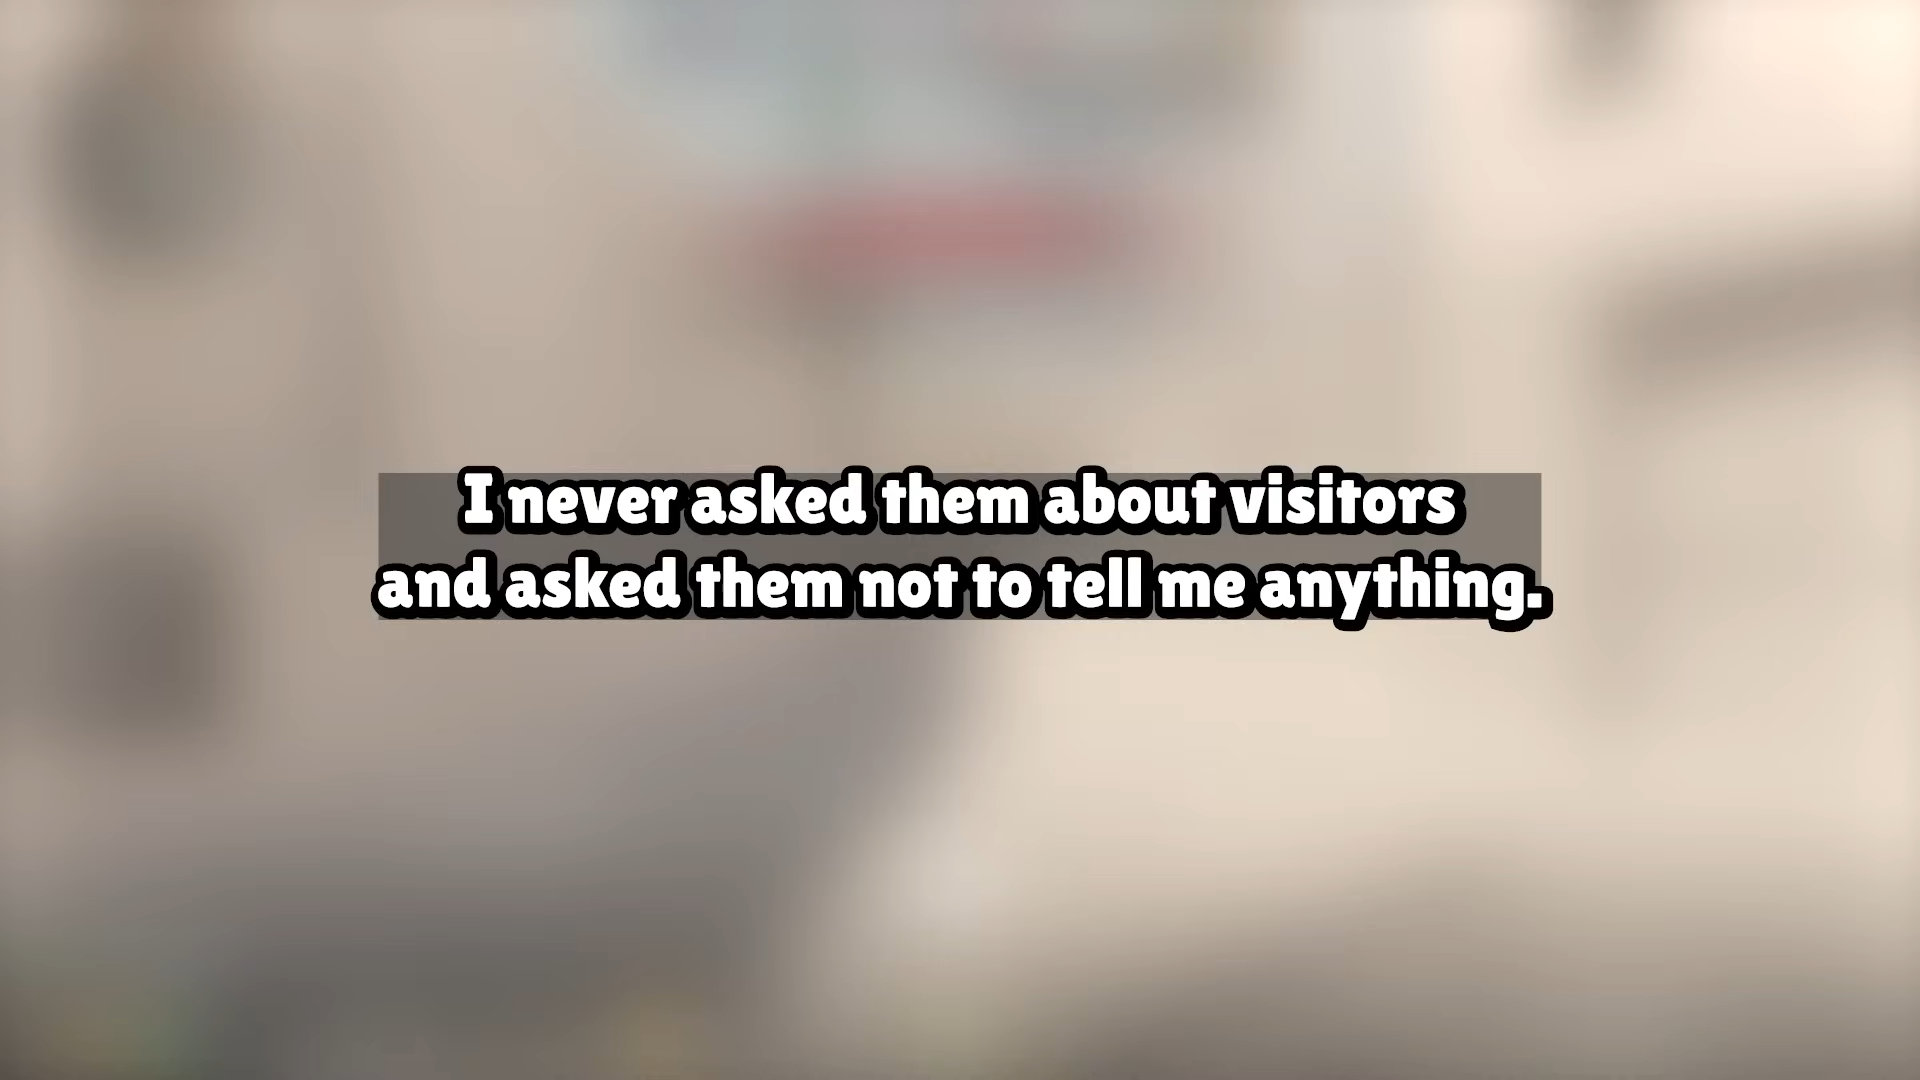 I never asked them about visitors
and asked them not to tell me anything.